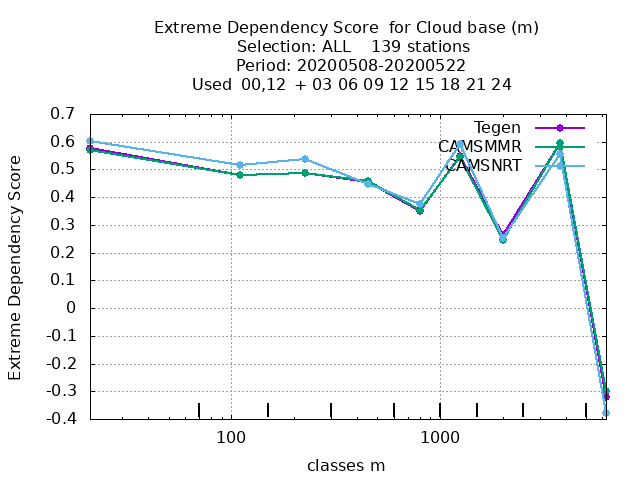 Extreme Dependency Score  for Cloud base (m)
Selection: ALL    139 stations
Period: 20200508-20200522
Used  00,12  + 03 06 09 12 15 18 21 24
Extreme Dependency Score
0.7
0.6
0.5
0.4
0.3
0.2
0.1
0
-0.1
-0.2
-0.3
-0.4
Tegen
CAMSMMR
CAMSNRT
100
1000
classes m